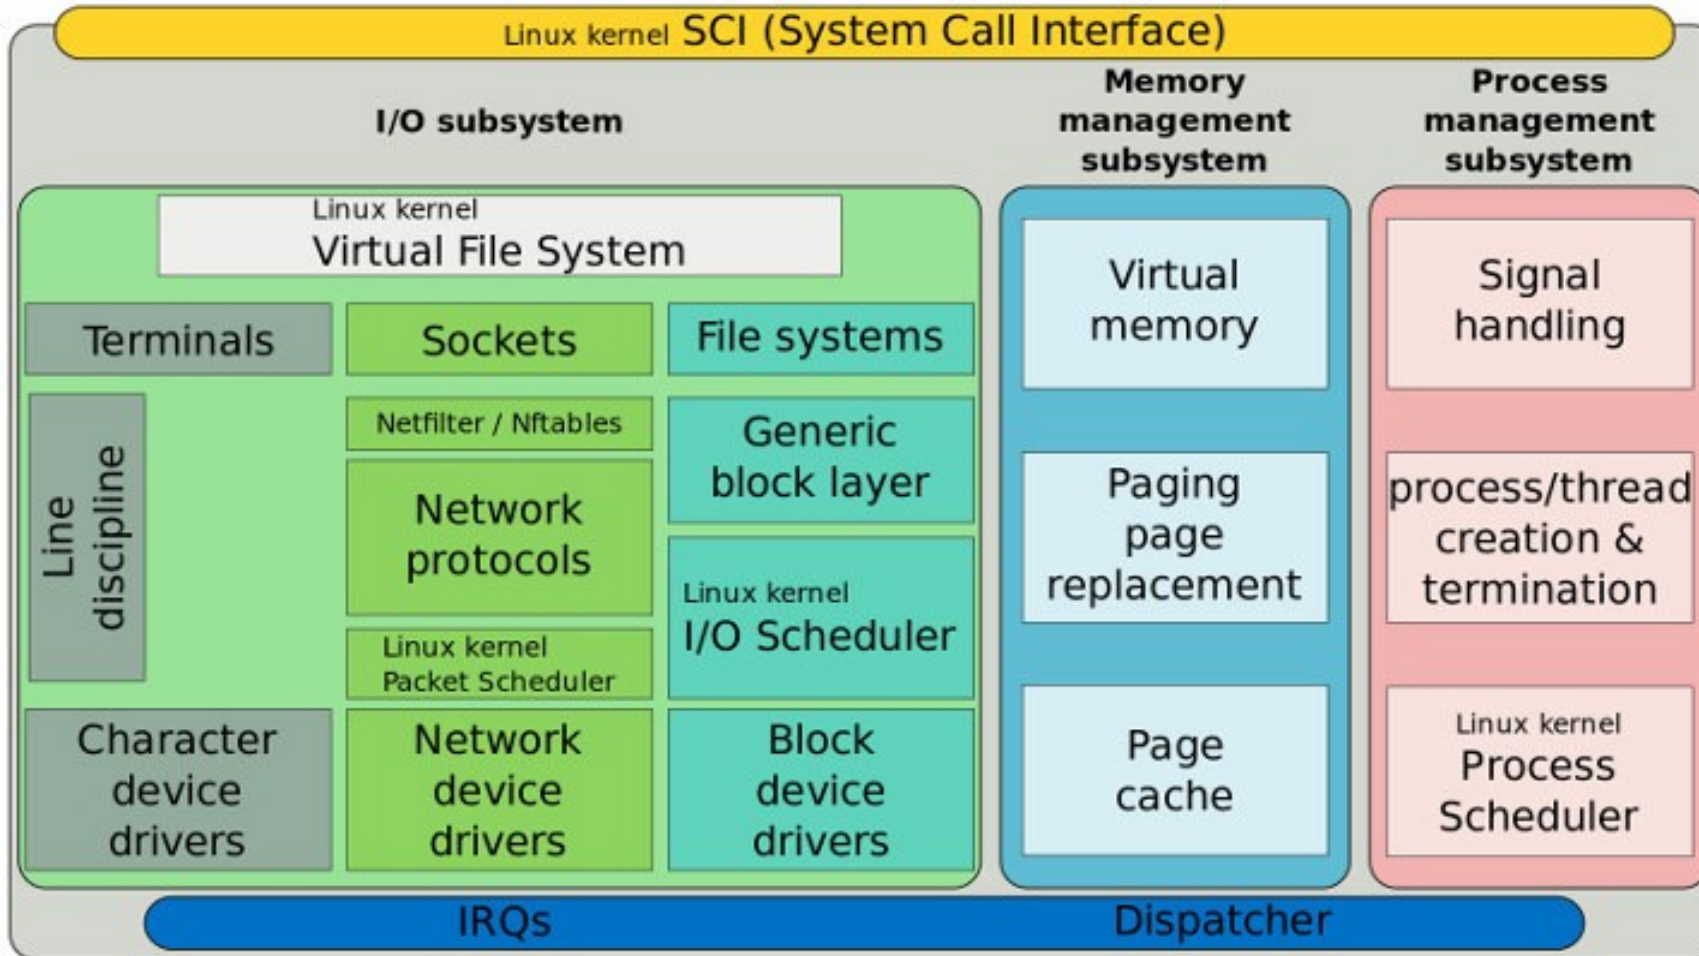 Linux kernel SCI (System Call Interface)
I/O subsystem
Memory
management
subsystem
Process
management
subsystem
Linux kernel
Virtual File System
Terminals
Sockets
File systems
Line
discipline
Netfilter / Nftables
Network
protocols
Linux kernel
Packet Scheduler
Generic
block layer
Linux kernel
I/O Scheduler
Character
device
drivers
Network
device
drivers
Block
device
drivers
Virtual
memory
Paging
page
replacement
Page
cache
Signal
handling
process/thread
creation &
termination
Linux kernel
Process
Scheduler
IRQs
Dispatcher